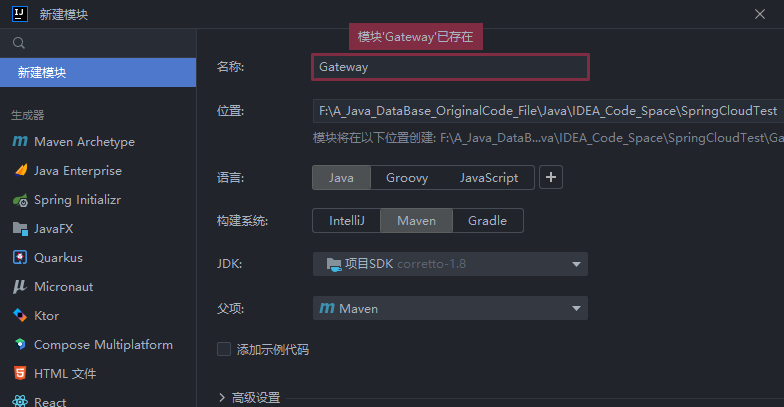 新建模块
模块'Gateway'已存在
新建模块
生成器
Maven Archetype
Java Enterprise
Spring Initializr
JavaFX
Quarkus
Micronaut
Ktor
Compose Multiplatform
HTML 文件
React
名称: Gateway
位置: F:\A_Java_DataBase_OriginalCode_File\Java\IDEA_Code_Space\SpringCloudTest
模块将在以下位置创建: F:\A_Java_DataB...va\IDEA_Code_Space\SpringCloudTest\Ga
语言: Java Groovy JavaScript +
构建系统: IntelliJ Maven Gradle
JDK: 项目SDK corretto-1.8
父项: Maven
添加示例代码
高级设置